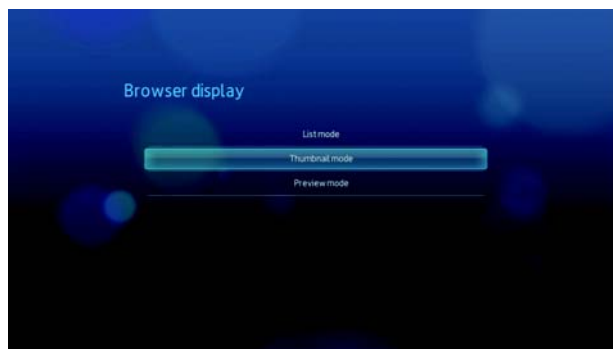 Browser display
List mode
Thumbnail mode
Preview mode